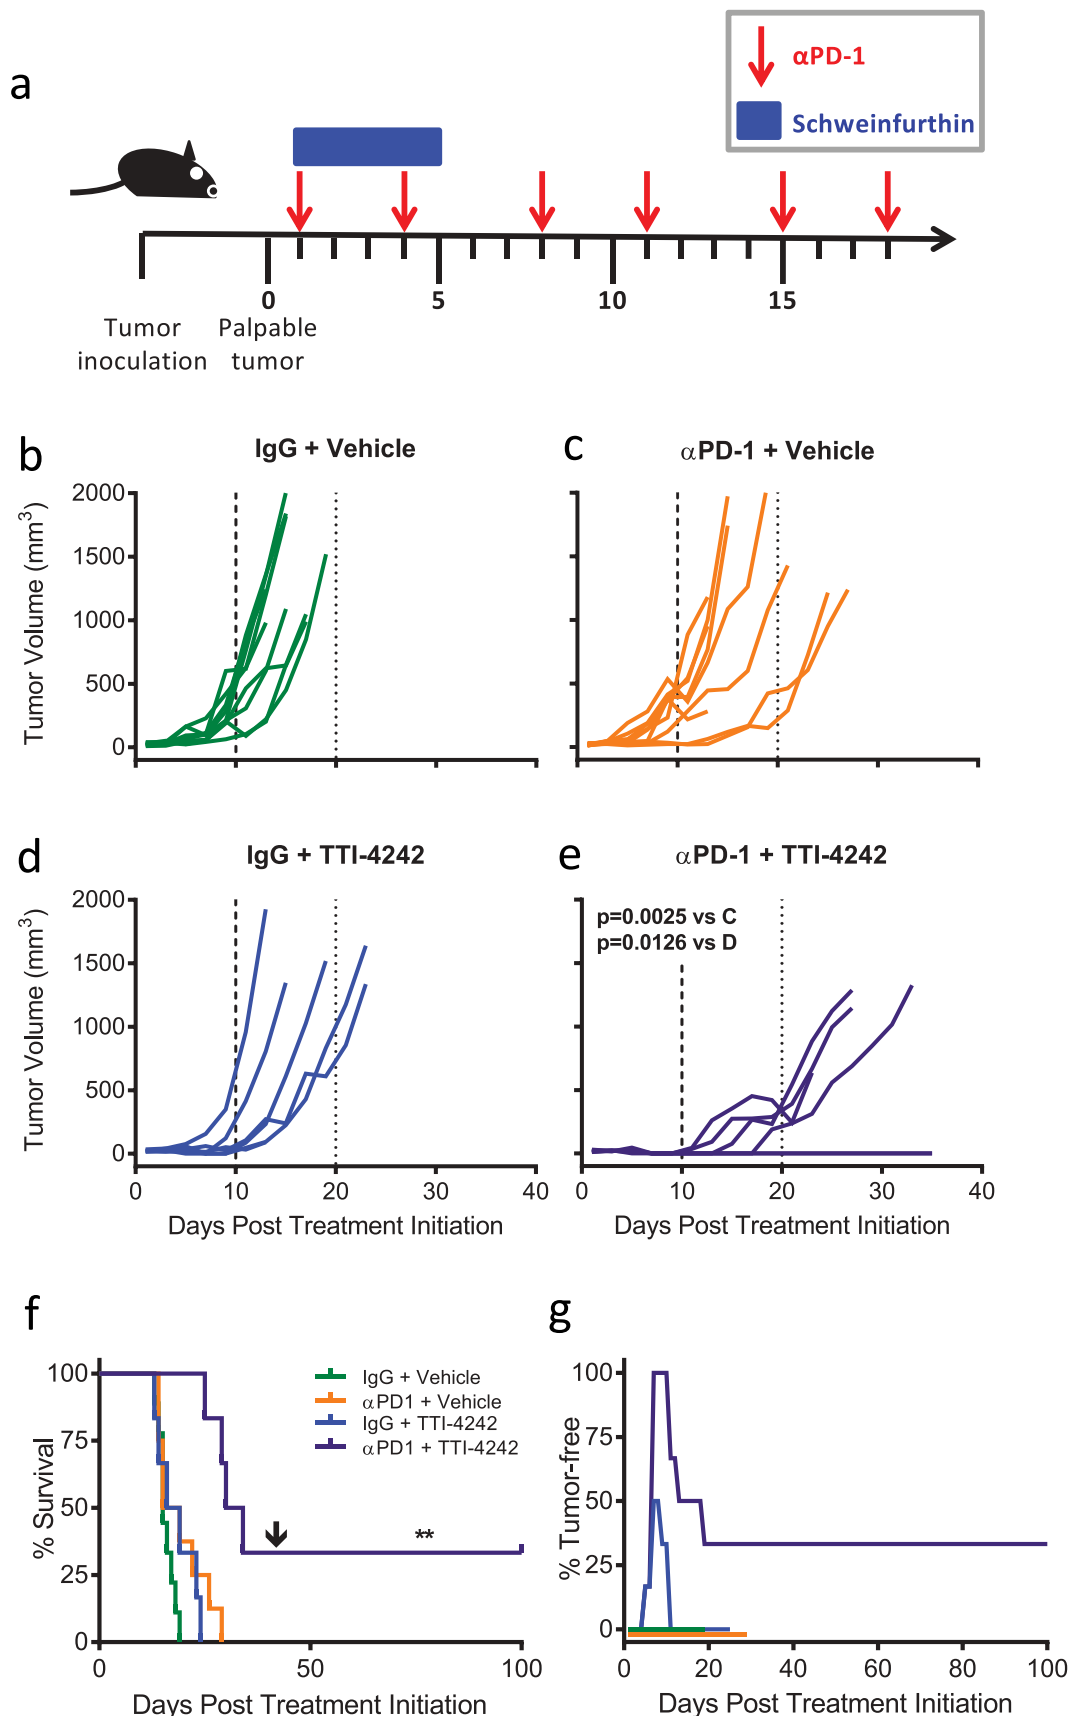 a
αPD-1
Schweinfurthin
0 5 10 15
Tumor inoculation
Palpable tumor
b
IgG + Vehicle
c
αPD-1 + Vehicle
Tumor Volume (mm³)
2000
1500
1000
500
0
d
IgG + TTI-4242
e
αPD-1 + TTI-4242
Tumor Volume (mm³)
2000
1500
1000
500
0
p=0.0025 vs C
p=0.0126 vs D
0 10 20 30 40
0 10 20 30 40
Days Post Treatment Initiation
Days Post Treatment Initiation
f
% Survival
100
75
50
25
0
IgG + Vehicle
αPD1 + Vehicle
IgG + TTI-4242
αPD1 + TTI-4242
**
0 50 100
Days Post Treatment Initiation
g
% Tumor-free
100
75
50
25
0
0 20 40 60 80 100
Days Post Treatment Initiation